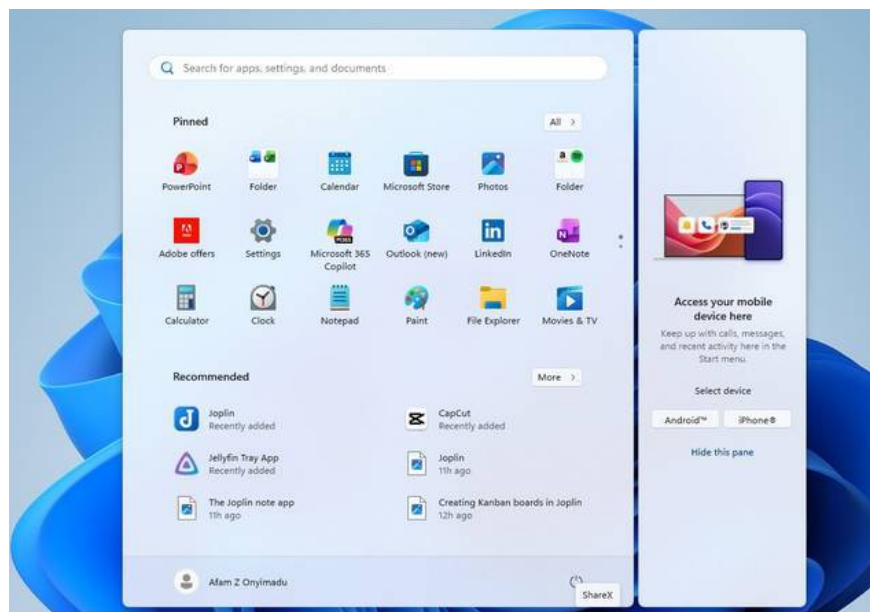 Search for apps, settings, and documents
Pinned
All >
PowerPoint
Folder
Calendar
Microsoft Store
Photos
Folder
Adobe offers
Settings
Microsoft 365
Copilot
Outlook (new)
LinkedIn
OneNote
Calculator
Clock
Notepad
Paint
File Explorer
Movies & TV
Recommended
More >
Joplin
Recently added
CapCut
Recently added
Jellyfin Tray App
Recently added
Joplin
11h ago
The Joplin note app
11h ago
Creating Kanban boards in Joplin
12h ago
Afam Z Onyimadu
ShareX
Access your mobile
device here
Keep up with calls, messages,
and recent activity here in the
Start menu.
Select device
Android™
iPhone®
Hide this pane